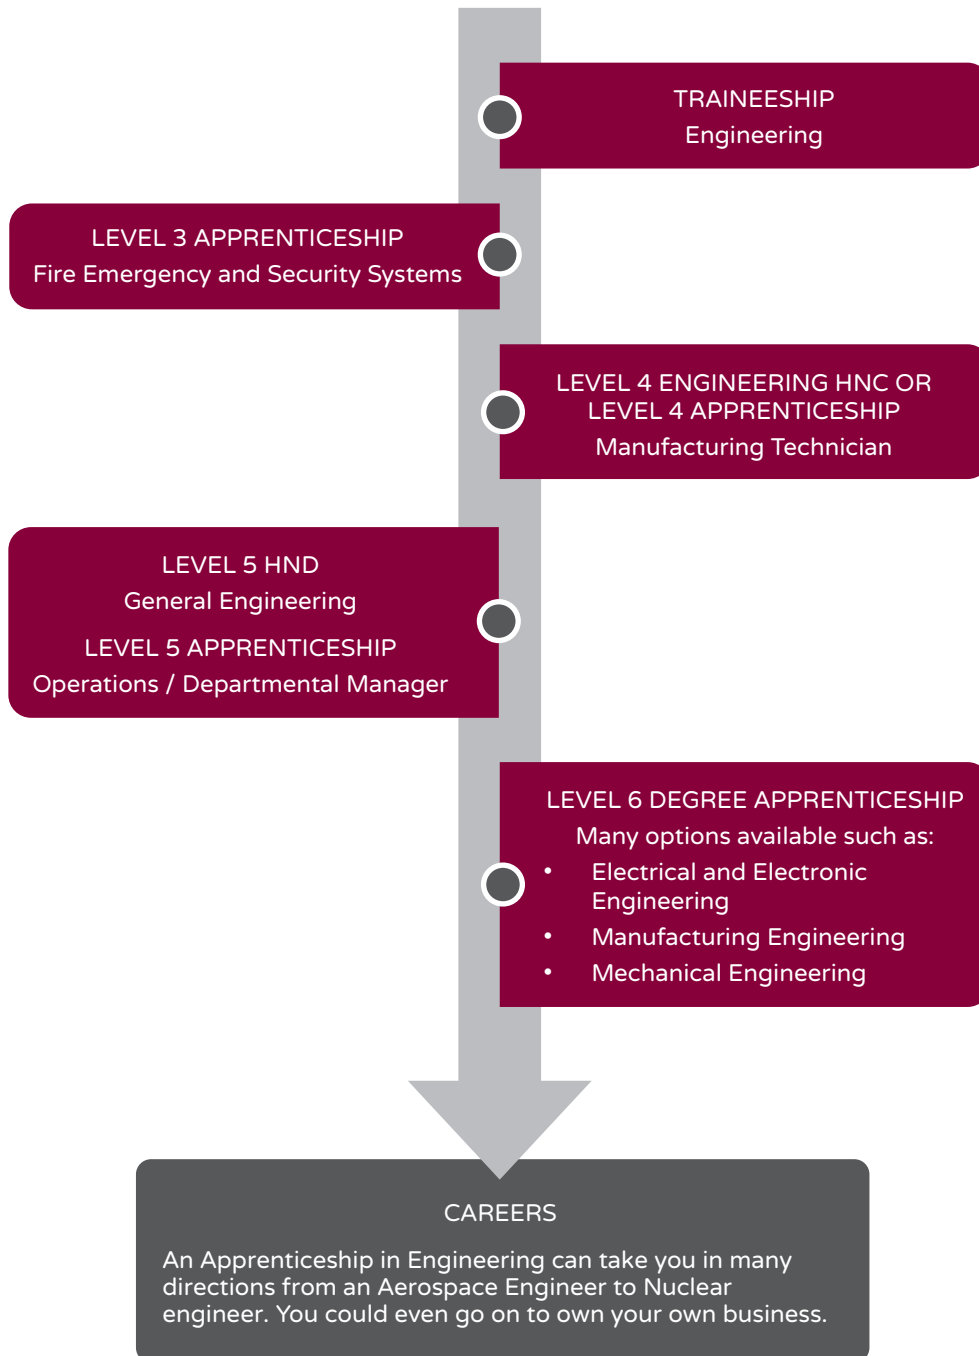 TRAINEESHIP
Engineering
LEVEL 3 APPRENTICESHIP
Fire Emergency and Security Systems
LEVEL 4 ENGINEERING HNC OR
LEVEL 4 APPRENTICESHIP
Manufacturing Technician
LEVEL 5 HND
General Engineering
LEVEL 5 APPRENTICESHIP
Operations / Departmental Manager
LEVEL 6 DEGREE APPRENTICESHIP
Many options available such as:
• Electrical and Electronic
Engineering
• Manufacturing Engineering
• Mechanical Engineering
CAREERS
An Apprenticeship in Engineering can take you in many
directions from an Aerospace Engineer to Nuclear
engineer. You could even go on to own your own business.